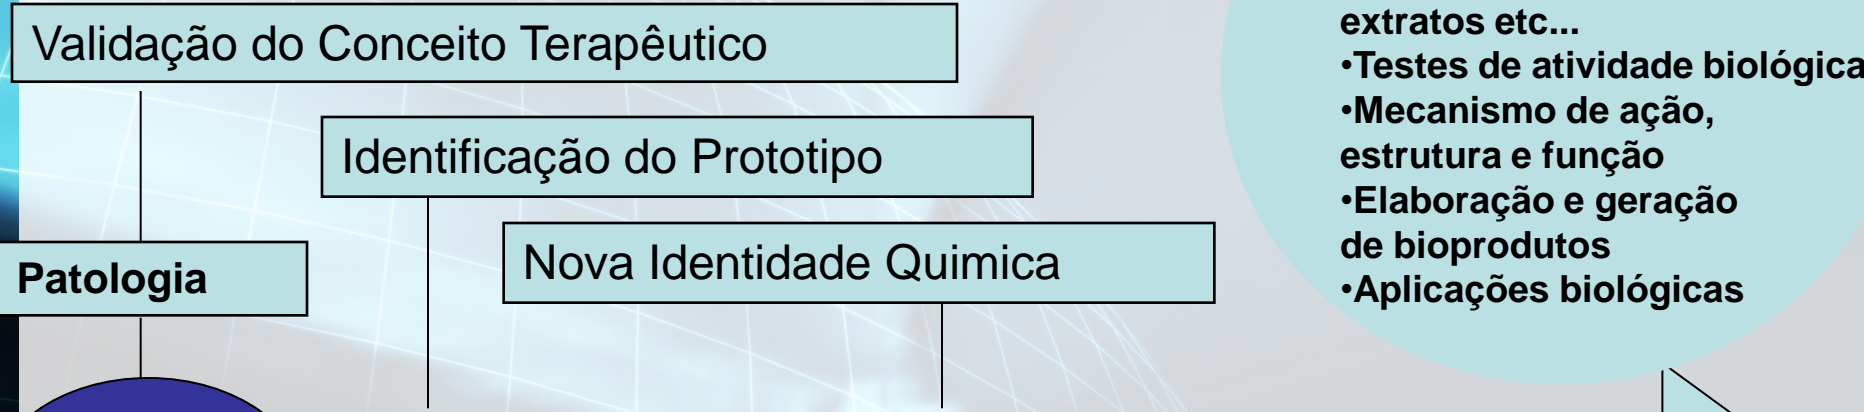 Validação do Conceito Terapêutico
Identificação do Prototipo
Nova Identidade Quimica
Patologia
extratos etc...
•Testes de atividade biológica
•Mecanismo de ação,
estrutura e função
•Elaboração e geração
de bioprodutos
•Aplicações biológicas